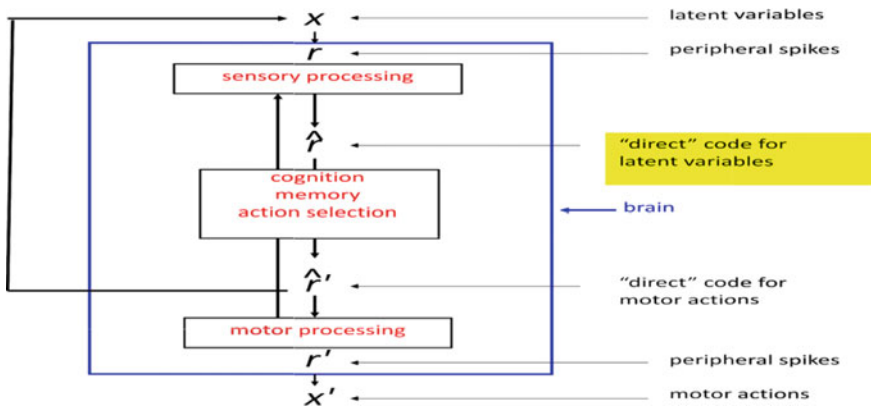 x latent variables
r peripheral spikes
sensory processing
r̂ “direct” code for
latent variables
cognition
memory
action selection
brain
r̂′ “direct” code for
motor actions
motor processing
r′ peripheral spikes
x′ motor actions